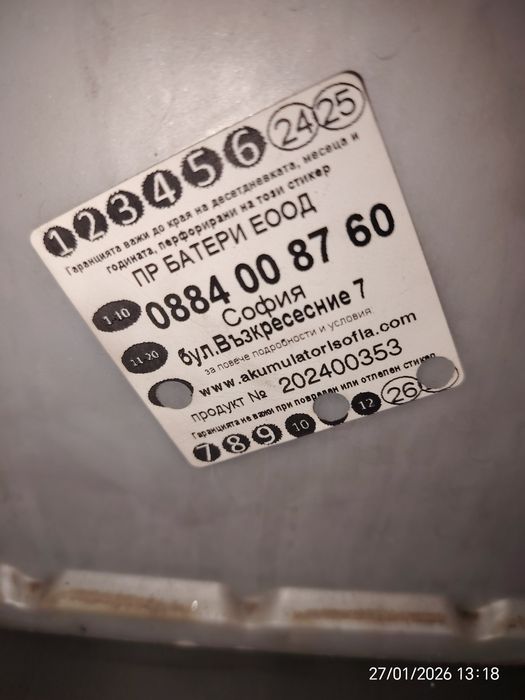 1 2 3 4 5 6 24 25
Гаранцията важи до края на десетдневката, месеца и
годината, перфорирани на този стикер
ПР БАТЕРИ ЕООД
1-10 0884 00 87 60
София
11-20 бул.Възкресесние 7
за повече подробности и условия
www.akumulatorisofia.com
продукт № 202400353
Гаранцията не важи при повреден или отлепен стикер
7 8 9 10 12 26
27/01/2026 13:18